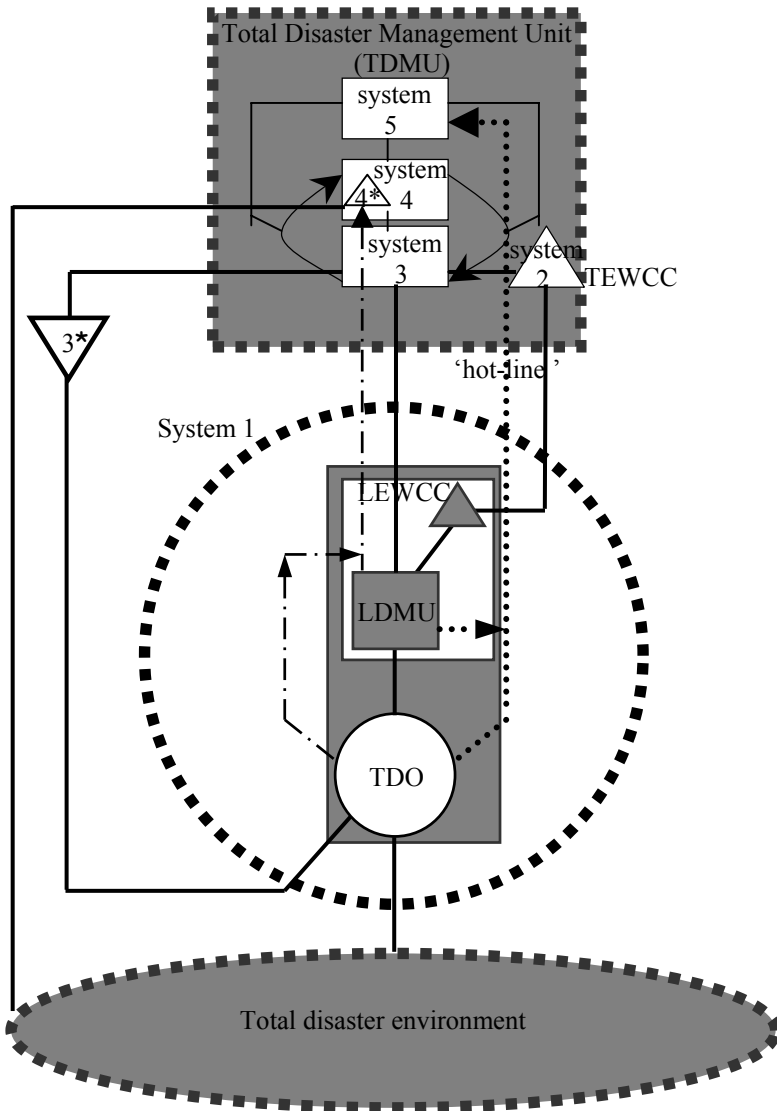 Total Disaster Management Unit
(TDMU)
system
5
system
4* 4
system
3
system
2 TEWCC
3*
‘hot-line ’
System 1
LEWCC
LDMU
TDO
Total disaster environment